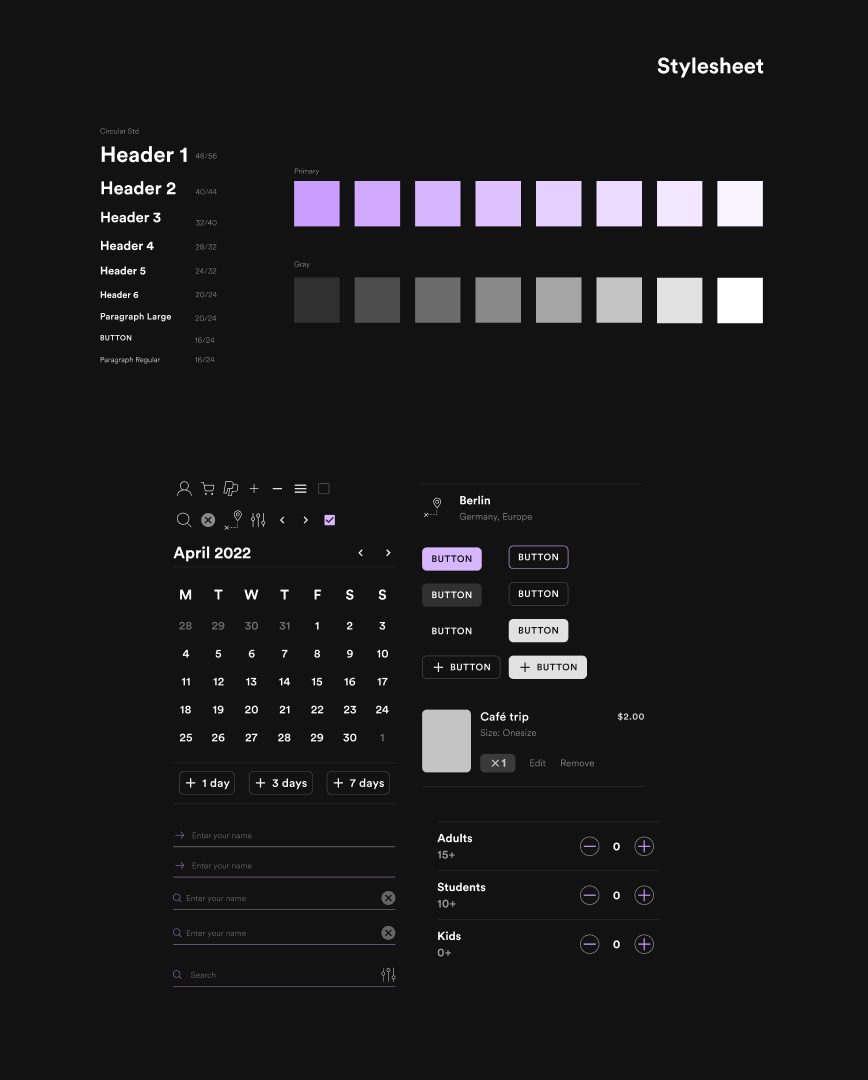 Stylesheet
Circular Std
Header 1 48/56
Header 2 40/44
Header 3 32/40
Header 4 28/32
Header 5 24/32
Header 6 20/24
Paragraph Large 20/24
BUTTON 16/24
Paragraph Regular 16/24
Primary
Gray
April 2022
M T W T F S S
28 29 30 31 1 2 3
4 5 6 7 8 9 10
11 12 13 14 15 16 17
18 19 20 21 22 23 24
25 26 27 28 29 30 1
+ 1 day + 3 days + 7 days
Enter your name
Enter your name
Enter your name
Enter your name
Search
Berlin
Germany, Europe
BUTTON BUTTON
BUTTON BUTTON
BUTTON BUTTON
+ BUTTON + BUTTON
Café trip $2.00
Size: Onesize
×1 Edit Remove
Adults
15+
0
Students
10+
0
Kids
0+
0